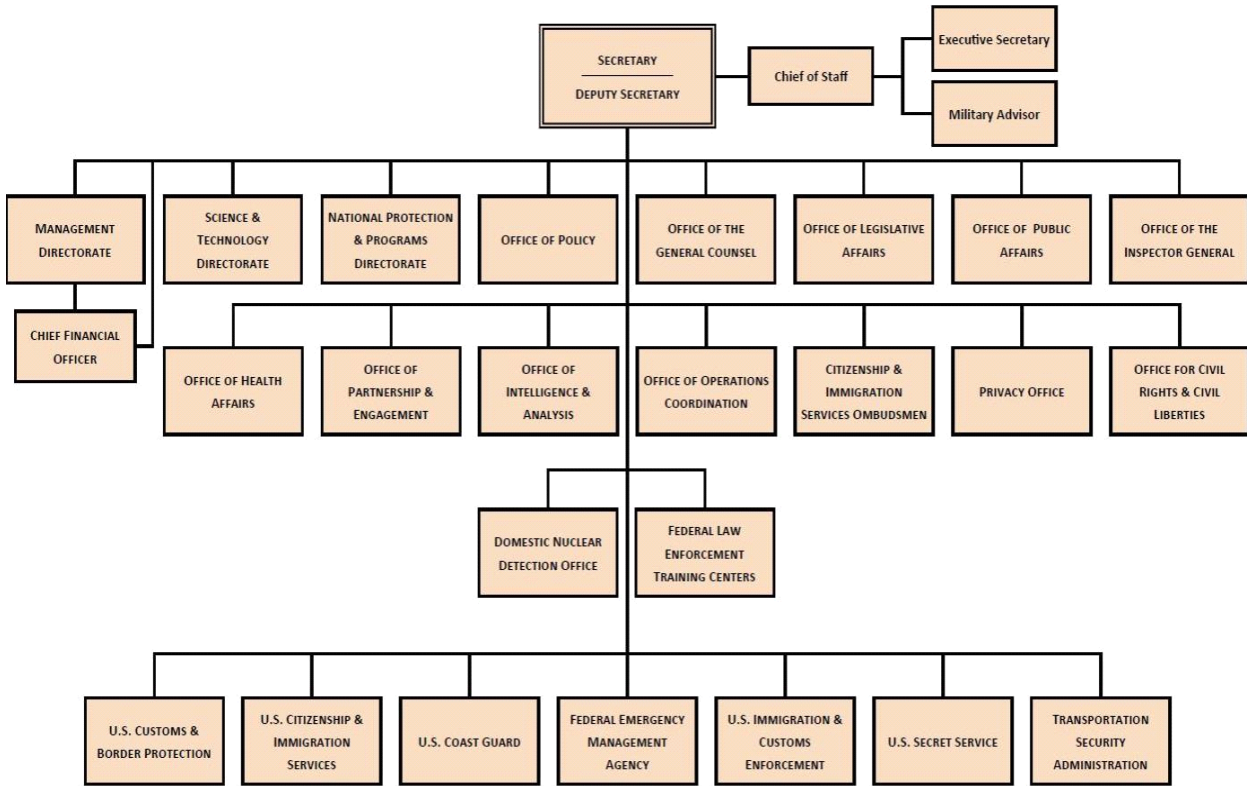 SECRETARY
DEPUTY SECRETARY
Chief of Staff
Executive Secretary
Military Advisor
MANAGEMENT
DIRECTORATE
SCIENCE &
TECHNOLOGY
DIRECTORATE
NATIONAL PROTECTION
& PROGRAMS
DIRECTORATE
OFFICE OF POLICY
OFFICE OF THE
GENERAL COUNSEL
OFFICE OF LEGISLATIVE
AFFAIRS
OFFICE OF PUBLIC
AFFAIRS
OFFICE OF THE
INSPECTOR GENERAL
CHIEF FINANCIAL
OFFICER
OFFICE OF HEALTH
AFFAIRS
OFFICE OF
PARTNERSHIP &
ENGAGEMENT
OFFICE OF
INTELLIGENCE &
ANALYSIS
OFFICE OF OPERATIONS
COORDINATION
CITIZENSHIP &
IMMIGRATION
SERVICES OMBUDSMEN
PRIVACY OFFICE
OFFICE FOR CIVIL
RIGHTS & CIVIL
LIBERTIES
DOMESTIC NUCLEAR
DETECTION OFFICE
FEDERAL LAW
ENFORCEMENT
TRAINING CENTERS
U.S. CUSTOMS &
BORDER PROTECTION
U.S. CITIZENSHIP &
IMMIGRATION
SERVICES
U.S. COAST GUARD
FEDERAL EMERGENCY
MANAGEMENT
AGENCY
U.S. IMMIGRATION &
CUSTOMS
ENFORCEMENT
U.S. SECRET SERVICE
TRANSPORTATION
SECURITY
ADMINISTRATION